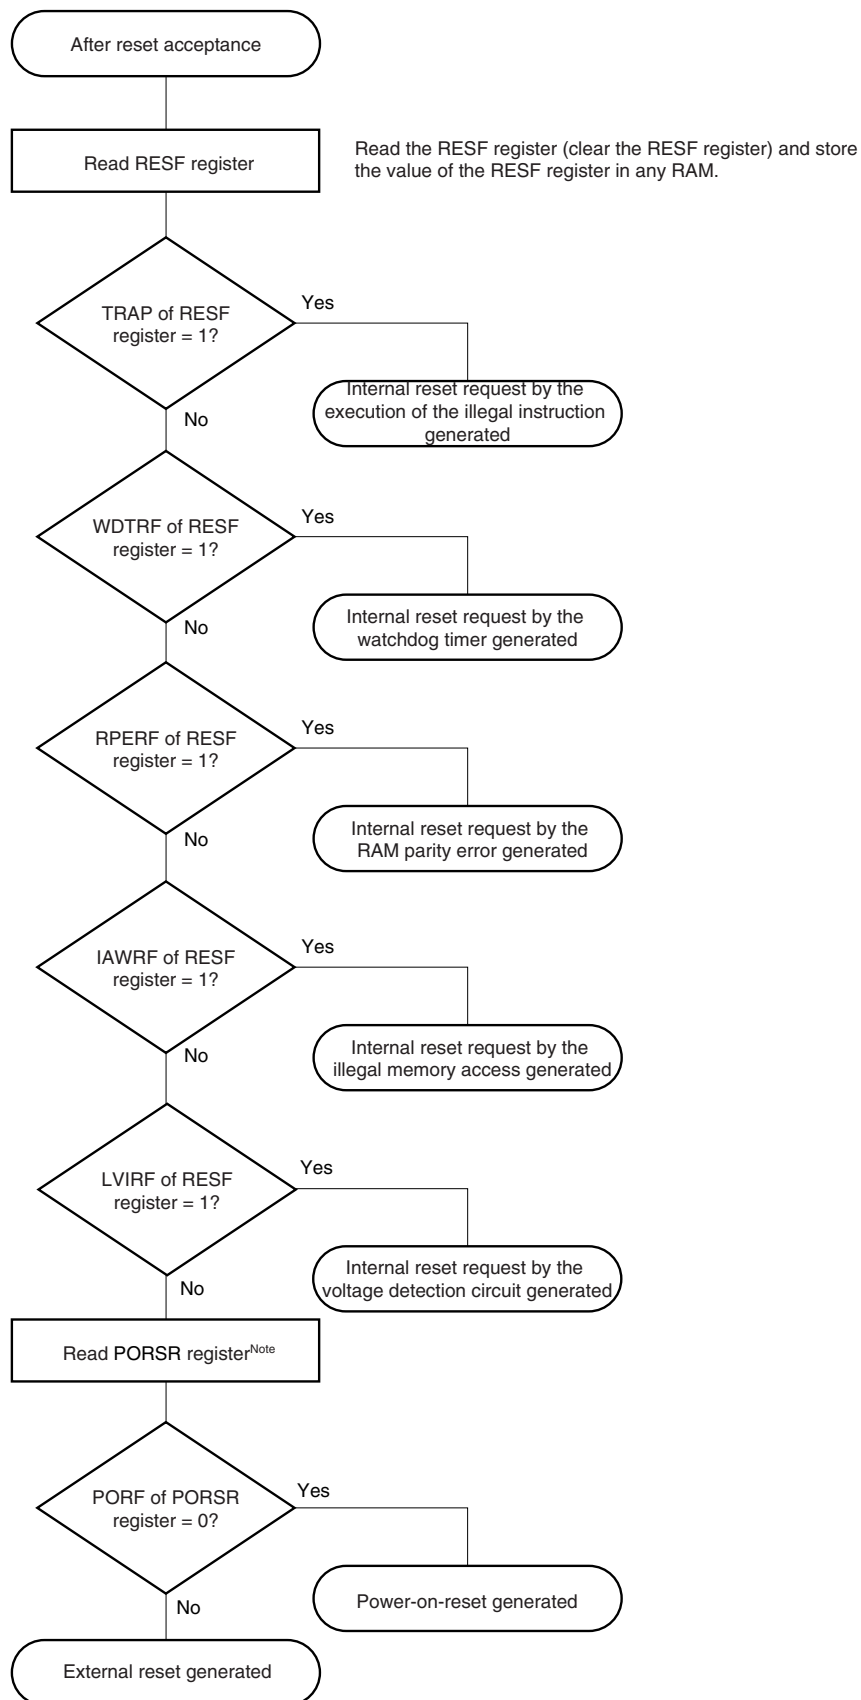 After reset acceptance
Read RESF register
Read the RESF register (clear the RESF register) and store
the value of the RESF register in any RAM.
TRAP of RESF
register = 1?
Yes
Internal reset request by the
execution of the illegal instruction
generated
No
WDTRF of RESF
register = 1?
Yes
Internal reset request by the
watchdog timer generated
No
RPERF of RESF
register = 1?
Yes
Internal reset request by the
RAM parity error generated
No
IAWRF of RESF
register = 1?
Yes
Internal reset request by the
illegal memory access generated
No
LVIRF of RESF
register = 1?
Yes
Internal reset request by the
voltage detection circuit generated
No
Read PORSR registerNote
PORF of PORSR
register = 0?
Yes
Power-on-reset generated
No
External reset generated